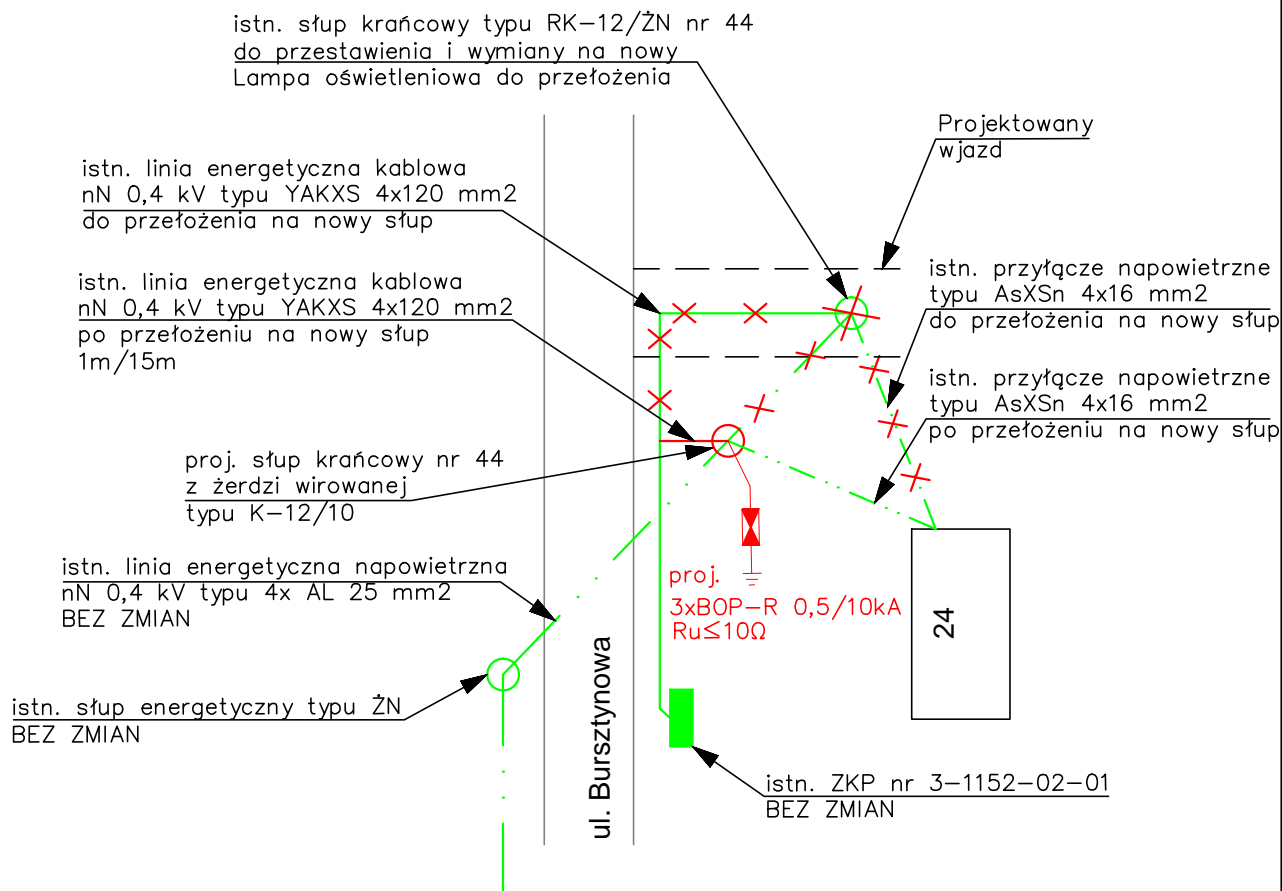 istn. słup krańcowy typu RK-12/ŻN nr 44
do przestawienia i wymiany na nowy
Lampa oświetleniowa do przełożenia
Projektowany
wjazd
istn. linia energetyczna kablowa
nN 0,4 kV typu YAKXS 4x120 mm2
do przełożenia na nowy słup
istn. linia energetyczna kablowa
nN 0,4 kV typu YAKXS 4x120 mm2
po przełożeniu na nowy słup
1m/15m
istn. przyłącze napowietrzne
typu AsXSn 4x16 mm2
do przełożenia na nowy słup
istn. przyłącze napowietrzne
typu AsXSn 4x16 mm2
po przełożeniu na nowy słup
proj. słup krańcowy nr 44
z żerdzi wirowanej
typu K-12/10
istn. linia energetyczna napowietrzna
nN 0,4 kV typu 4x AL 25 mm2
BEZ ZMIAN
proj.
3xBOP-R 0,5/10kA
Ru≤10Ω
24
istn. słup energetyczny typu ŻN
BEZ ZMIAN
ul. Bursztynowa
istn. ZKP nr 3-1152-02-01
BEZ ZMIAN